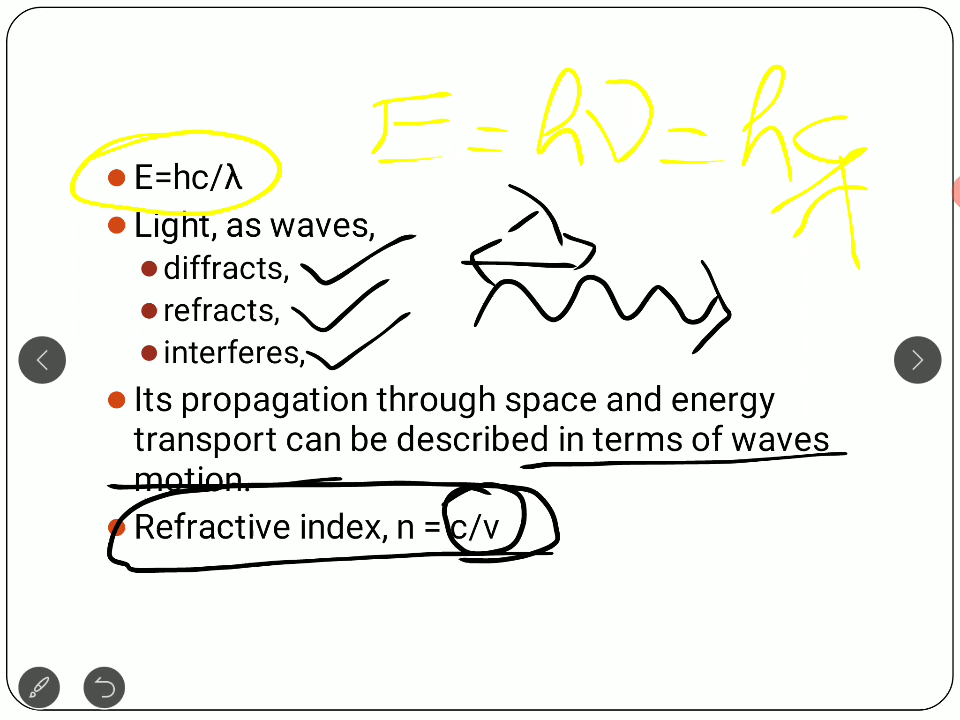 E = hν = hc/λ
E=hc/λ
Light, as waves,
diffracts,
refracts,
interferes,
Its propagation through space and energy
transport can be described in terms of waves
motion.
Refractive index, n = c/v